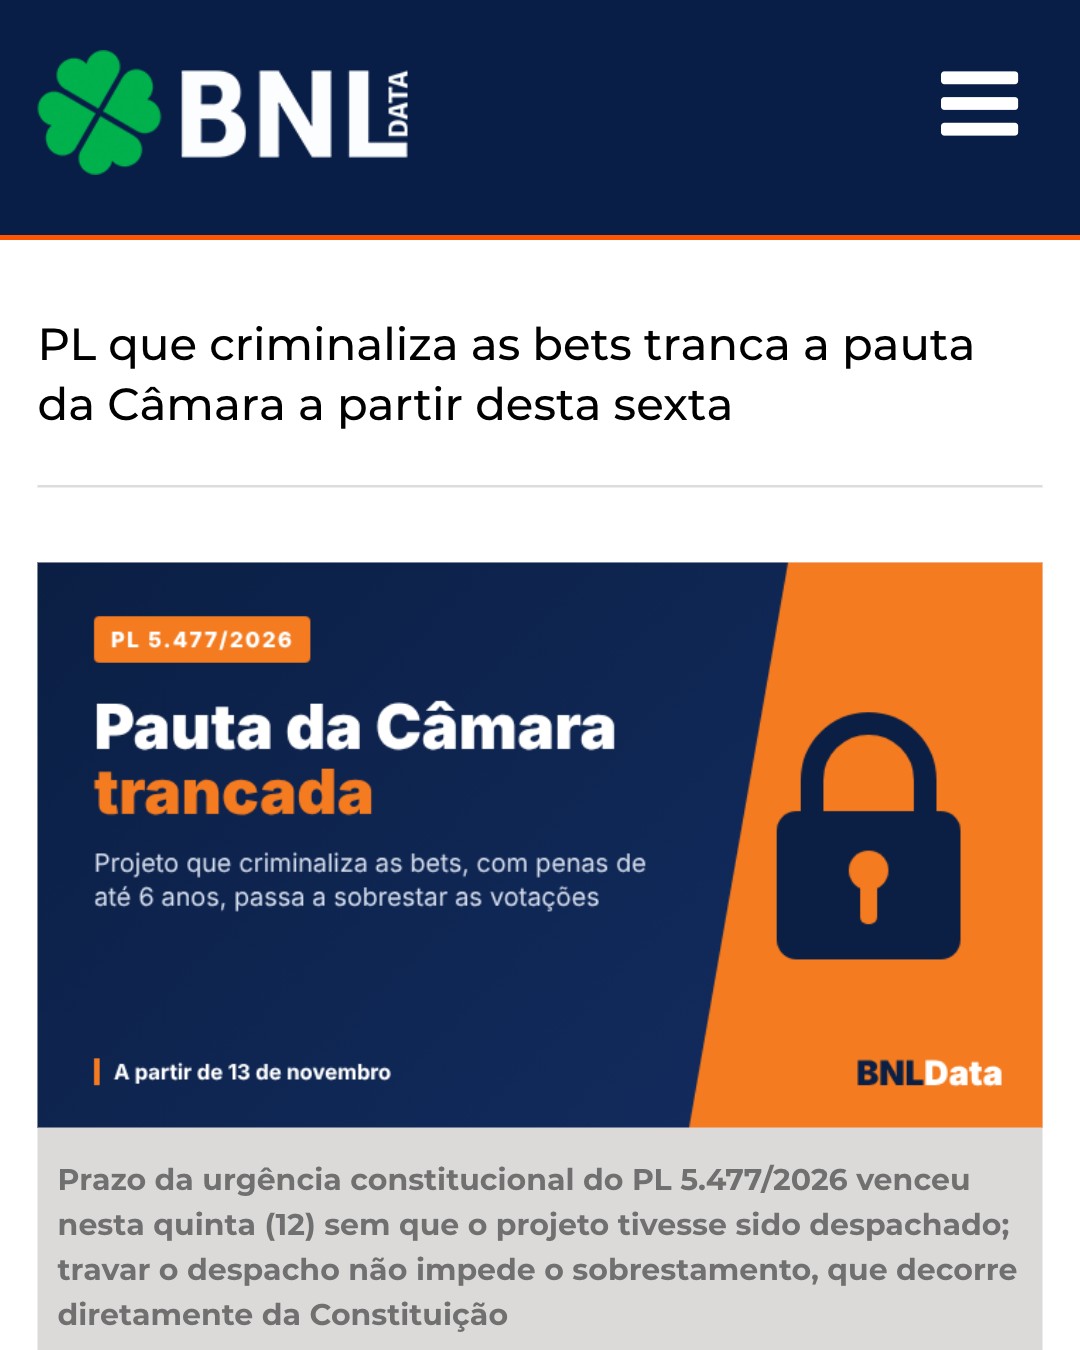 BNL DATA
PL que criminaliza as bets tranca a pauta
da Câmara a partir desta sexta
PL 5.477/2026
Pauta da Câmara
trancada
Projeto que criminaliza as bets, com penas de
até 6 anos, passa a sobrestar as votações
A partir de 13 de novembro
BNLData
Prazo da urgência constitucional do PL 5.477/2026 venceu
nesta quinta (12) sem que o projeto tivesse sido despachado;
travar o despacho não impede o sobrestamento, que decorre
diretamente da Constituição